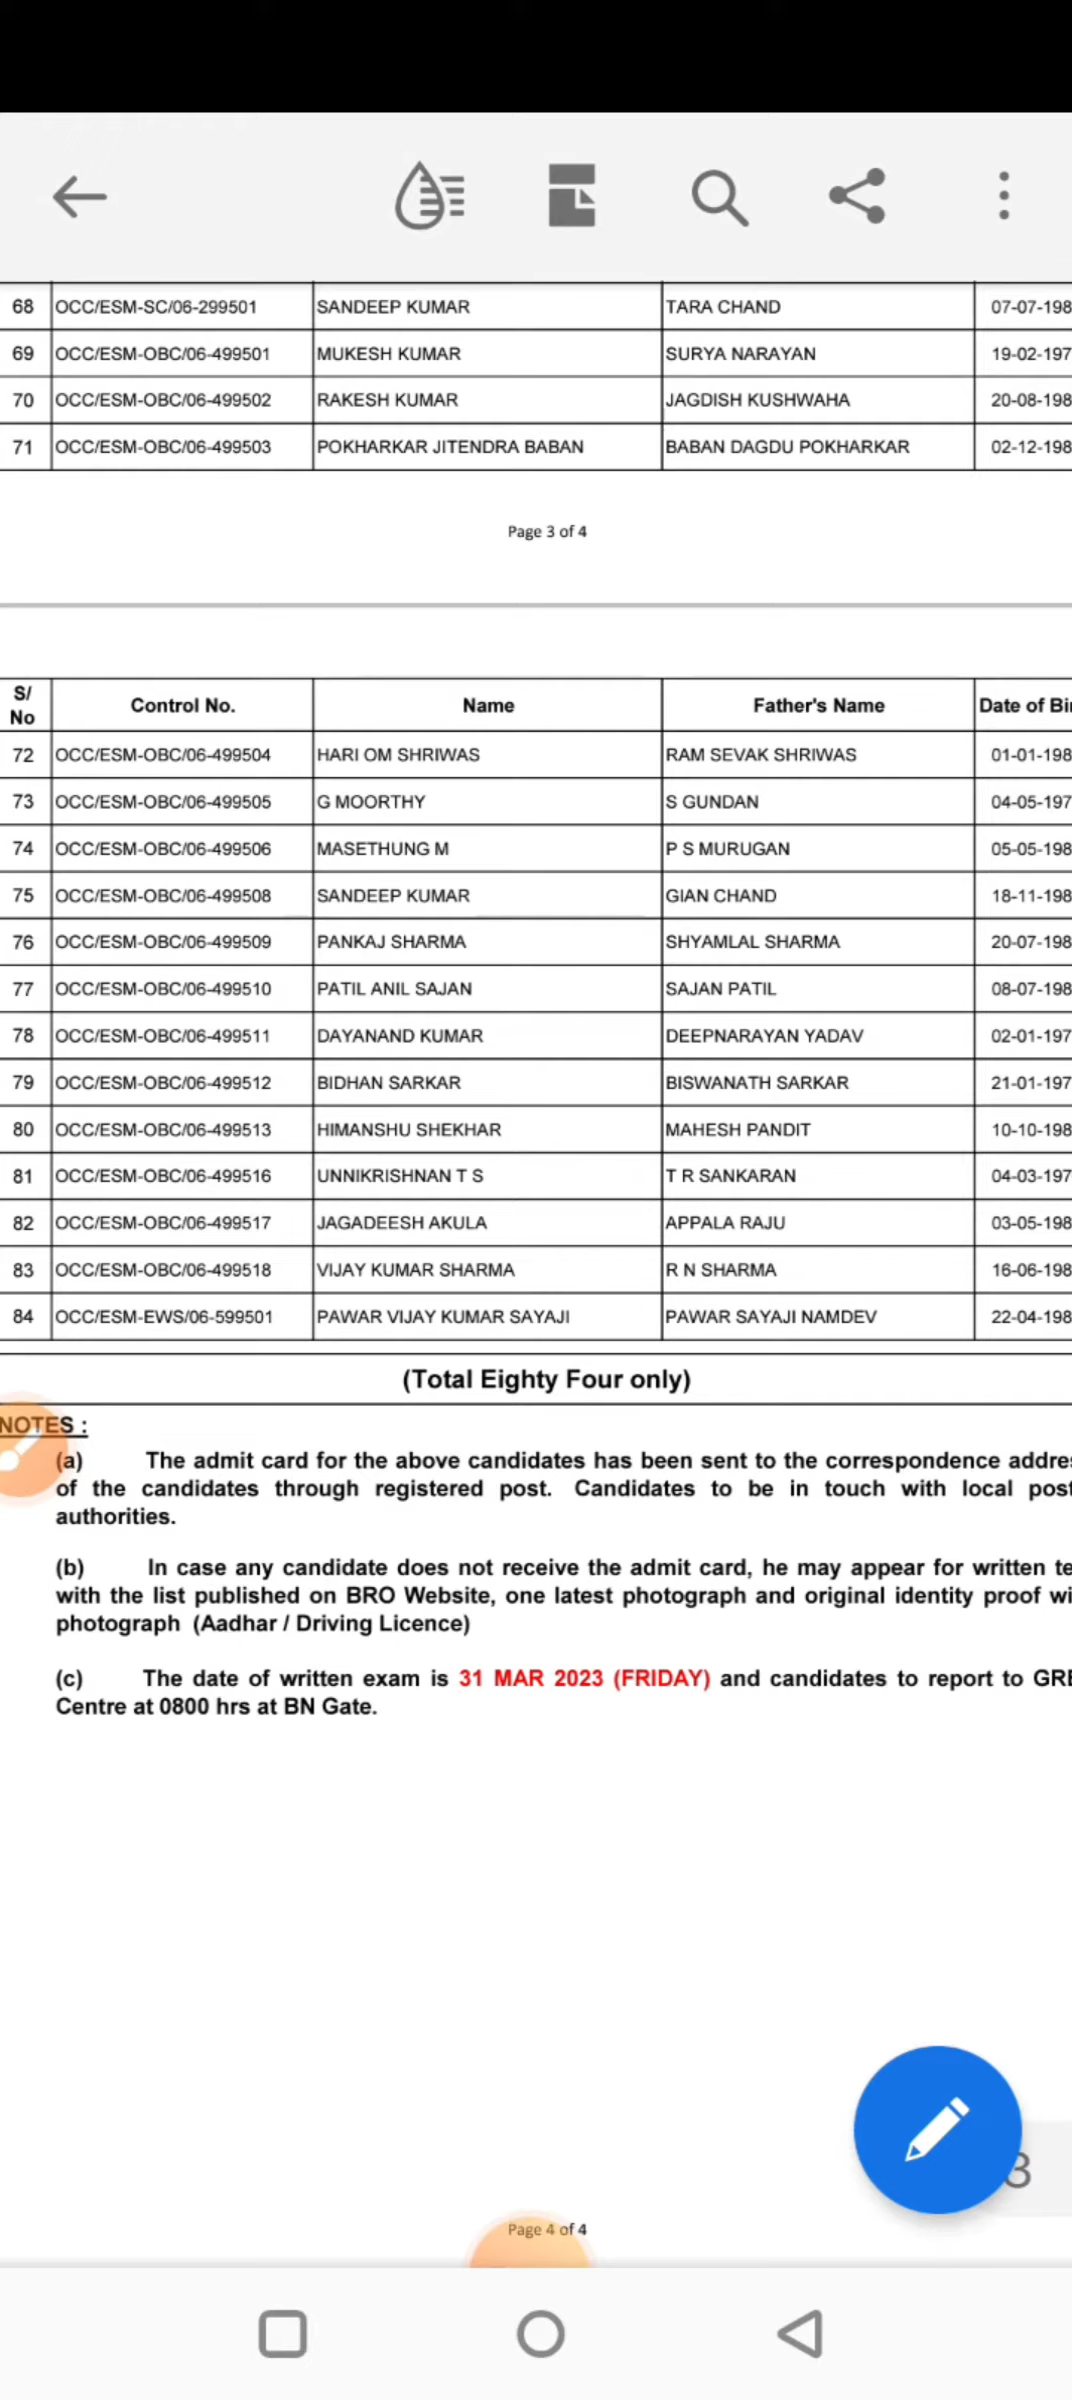 68 OCC/ESM-SC/06-299501 SANDEEP KUMAR TARA CHAND 07-07-198
69 OCC/ESM-OBC/06-499501 MUKESH KUMAR SURYA NARAYAN 19-02-197
70 OCC/ESM-OBC/06-499502 RAKESH KUMAR JAGDISH KUSHWAHA 20-08-198
71 OCC/ESM-OBC/06-499503 POKHARKAR JITENDRA BABAN BABAN DAGDU POKHARKAR 02-12-198
Page 3 of 4
S/ No Control No. Name Father's Name Date of Bi
72 OCC/ESM-OBC/06-499504 HARI OM SHRIWAS RAM SEVAK SHRIWAS 01-01-198
73 OCC/ESM-OBC/06-499505 G MOORTHY S GUNDAN 04-05-197
74 OCC/ESM-OBC/06-499506 MASETHUNG M P S MURUGAN 05-05-198
75 OCC/ESM-OBC/06-499508 SANDEEP KUMAR GIAN CHAND 18-11-198
76 OCC/ESM-OBC/06-499509 PANKAJ SHARMA SHYAMLAL SHARMA 20-07-198
77 OCC/ESM-OBC/06-499510 PATIL ANIL SAJAN SAJAN PATIL 08-07-198
78 OCC/ESM-OBC/06-499511 DAYANAND KUMAR DEEPNARAYAN YADAV 02-01-197
79 OCC/ESM-OBC/06-499512 BIDHAN SARKAR BISWANATH SARKAR 21-01-197
80 OCC/ESM-OBC/06-499513 HIMANSHU SHEKHAR MAHESH PANDIT 10-10-198
81 OCC/ESM-OBC/06-499516 UNNIKRISHNAN T S T R SANKARAN 04-03-197
82 OCC/ESM-OBC/06-499517 JAGADEESH AKULA APPALA RAJU 03-05-198
83 OCC/ESM-OBC/06-499518 VIJAY KUMAR SHARMA R N SHARMA 16-06-198
84 OCC/ESM-EWS/06-599501 PAWAR VIJAY KUMAR SAYAJI PAWAR SAYAJI NAMDEV 22-04-198
(Total Eighty Four only)
NOTES :
(a) The admit card for the above candidates has been sent to the correspondence addre
of the candidates through registered post. Candidates to be in touch with local post
authorities.
(b) In case any candidate does not receive the admit card, he may appear for written te
with the list published on BRO Website, one latest photograph and original identity proof wi
photograph (Aadhar / Driving Licence)
(c) The date of written exam is 31 MAR 2023 (FRIDAY) and candidates to report to GRE
Centre at 0800 hrs at BN Gate.
3
Page 4 of 4